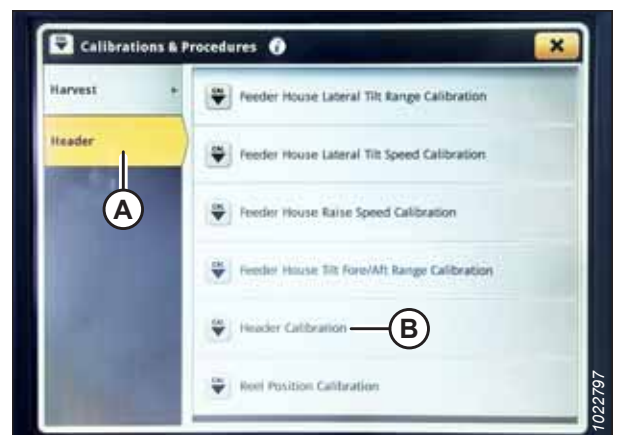 Calibrations & Procedures
Harvest
Header
A
Feeder House Lateral Tilt Range Calibration
Feeder House Lateral Tilt Speed Calibration
Feeder House Raise Speed Calibration
Feeder House Tilt Fore/Aft Range Calibration
Header Calibration
B
Reel Position Calibration
1022797